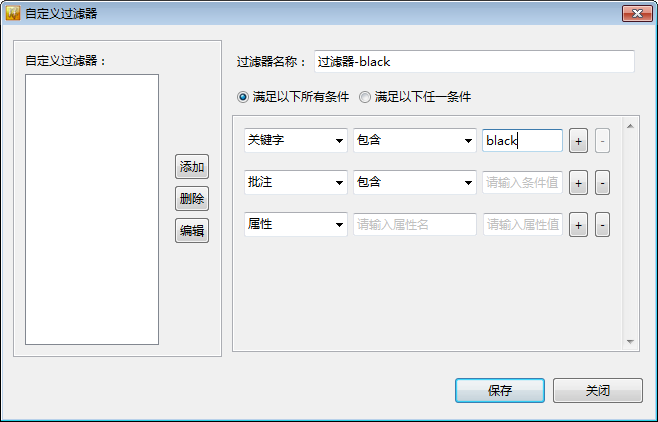 自定义过滤器
自定义过滤器：
过滤器名称： 过滤器-black
满足以下所有条件 满足以下任一条件
关键字 包含 black + -
添加
批注 包含 请输入条件值 + -
删除
属性 请输入属性名 请输入属性值 + -
编辑
保存 关闭